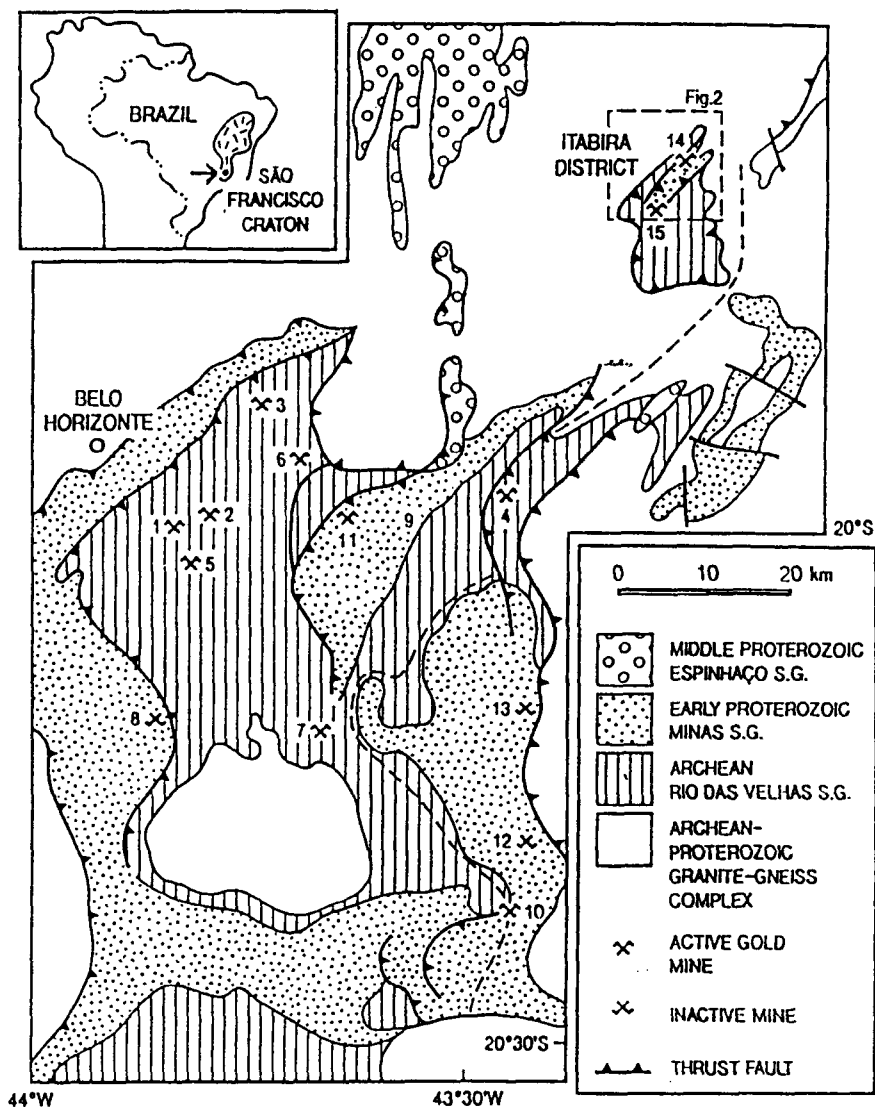 BRAZIL
SÃO
FRANCISCO
CRATON
Fig.2
ITABIRA
DISTRICT
14
15
BELO
HORIZONTE
3
6
1
2
5
11
9
4
20°S
8
7
13
12
10
20°30'S
44°W
43°30'W
0 10 20 km
MIDDLE PROTEROZOIC
ESPINHAÇO S.G.
EARLY PROTEROZOIC
MINAS S.G.
ARCHEAN
RIO DAS VELHAS S.G.
ARCHEAN-
PROTEROZOIC
GRANITE-GNEISS
COMPLEX
ACTIVE GOLD
MINE
INACTIVE MINE
THRUST FAULT